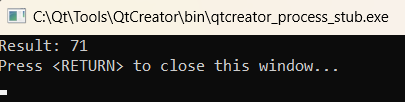 C:\Qt\Tools\QtCreator\bin\qtcreator_process_stub.exe
Result: 71
Press <RETURN> to close this window...